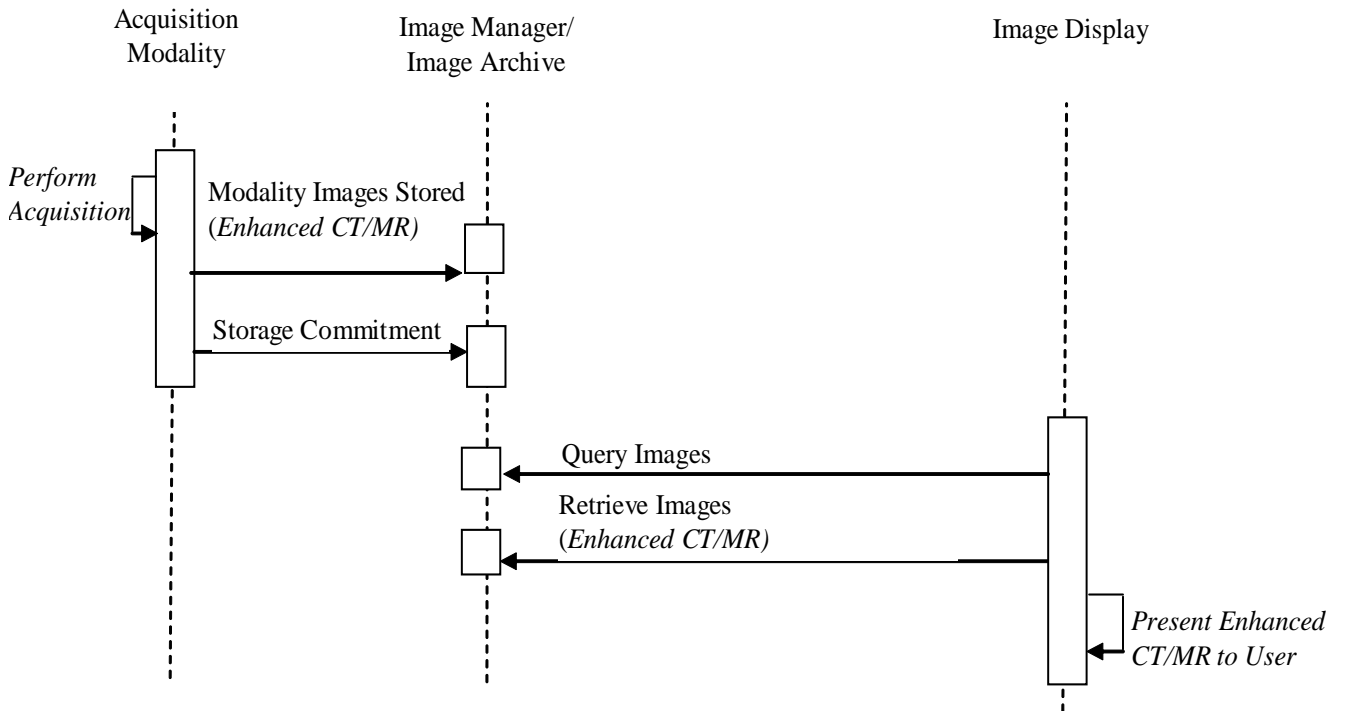 Acquisition
Modality
Image Manager/
Image Archive
Image Display
Perform
Acquisition
Modality Images Stored
(Enhanced CT/MR)
Storage Commitment
Query Images
Retrieve Images
(Enhanced CT/MR)
Present Enhanced
CT/MR to User